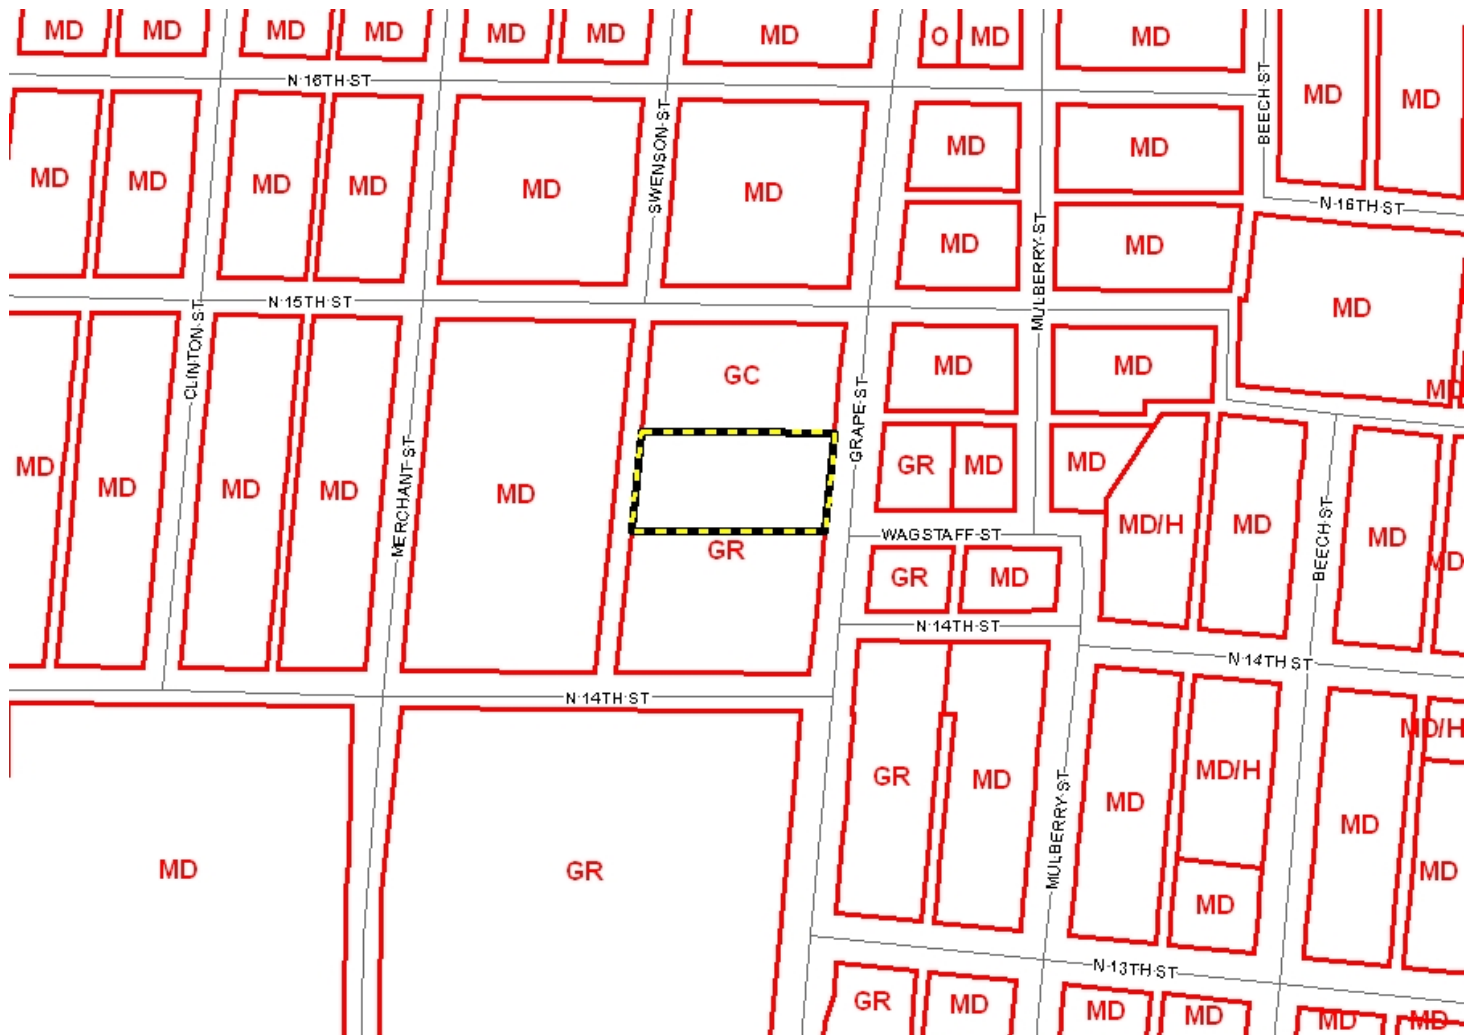 MD MD MD MD MD MD MD O MD MD
N 16TH ST
BEECH ST
MD MD
SWENSON ST
MD MD
MD MD MD MD MD MD
N 16TH ST
MULBERRY ST
MD MD
N 15TH ST
CLINTON ST
MD
GC
MD MD
MD
GRAPE ST
MERCHANT ST
MD MD MD MD MD
GR MD MD
MD/H MD
BEECH ST
MD MD
WAGSTAFF ST
GR
GR MD
N 14TH ST
N 14TH ST
N 14TH ST
MD/H
GR MD
MULBERRY ST
MD MD/H
MD MD
MD GR
MD
N 13TH ST
GR MD MD MD MD MD